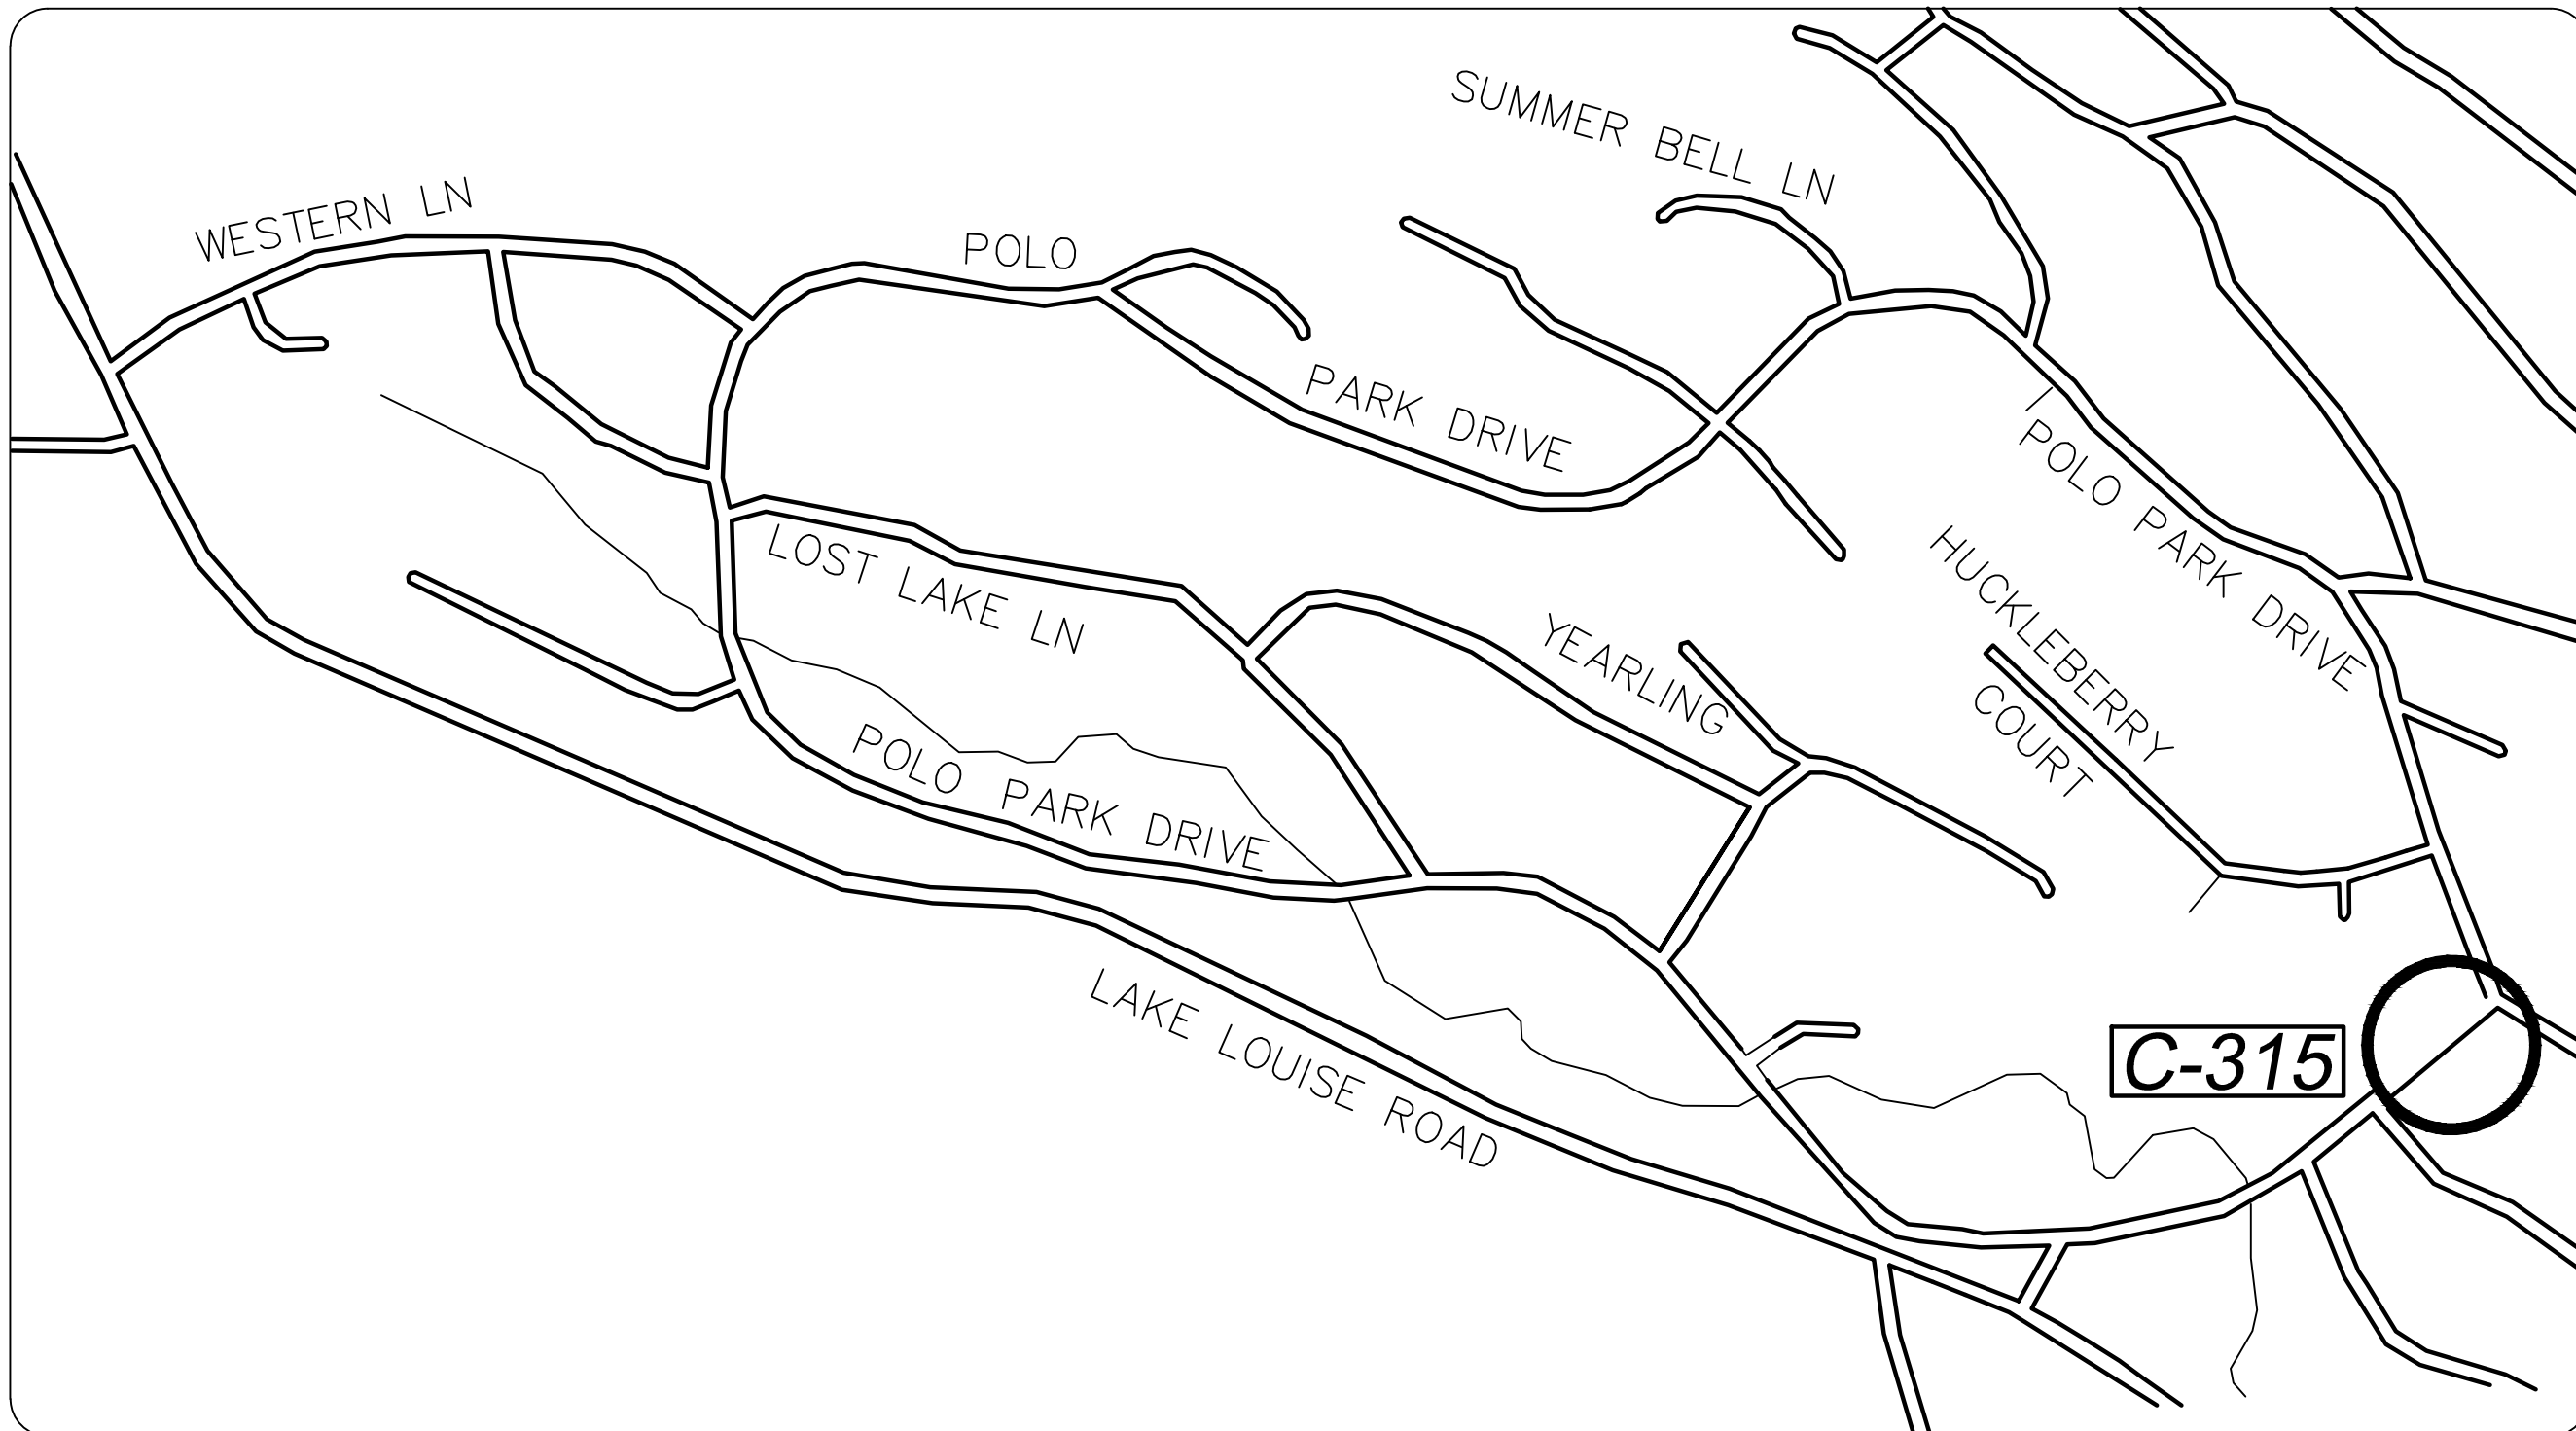 SUMMER BELL LN
WESTERN LN
POLO
PARK DRIVE
POLO PARK DRIVE
LOST LAKE LN
HUCKLEBERRY
COURT
YEARLING
POLO PARK DRIVE
LAKE LOUISE ROAD
C-315